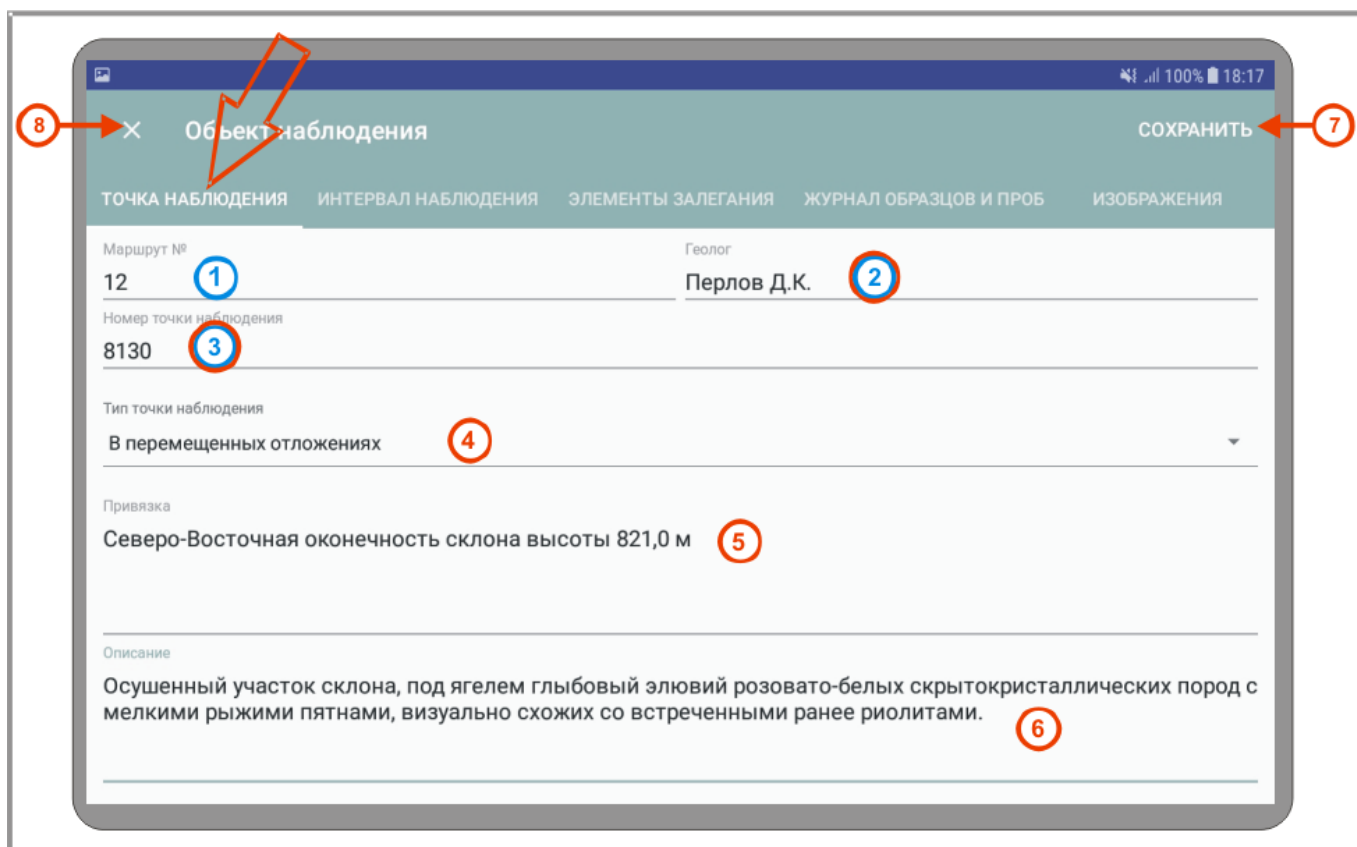 100% 18:17
8 Объект наблюдения СОХРАНИТЬ 7
ТОЧКА НАБЛЮДЕНИЯ ИНТЕРВАЛ НАБЛЮДЕНИЯ ЭЛЕМЕНТЫ ЗАЛЕГАНИЯ ЖУРНАЛ ОБРАЗЦОВ И ПРОБ ИЗОБРАЖЕНИЯ
Маршрут № Геолог
12 1 Перлов Д.К. 2
Номер точки наблюдения
8130 3
Тип точки наблюдения
В перемещенных отложениях 4
Привязка
Северо-Восточная оконечность склона высоты 821,0 м 5
Описание
Осушенный участок склона, под ягелем глыбовый элювий розовато-белых скрытокристаллических пород с
мелкими рыжими пятнами, визуально схожих со встреченными ранее риолитами. 6